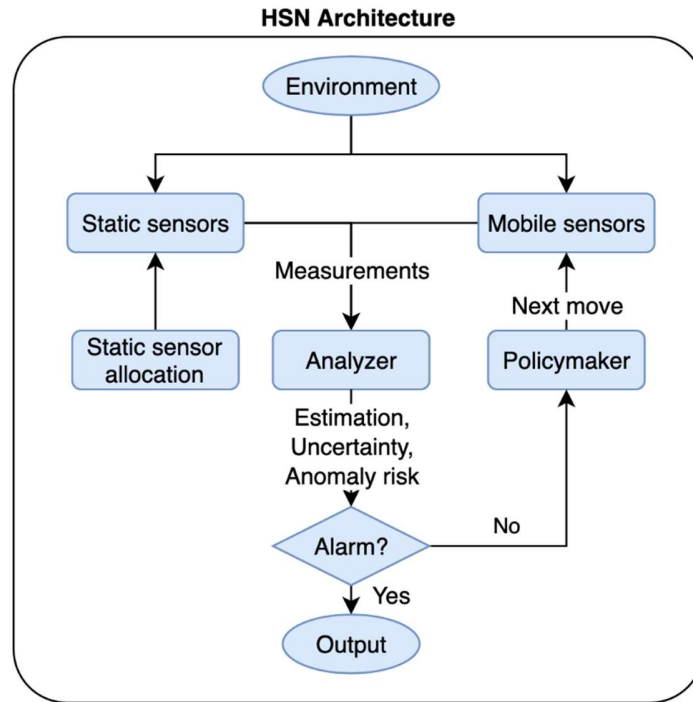 HSN Architecture
Environment
Static sensors
Mobile sensors
Measurements
Next move
Static sensor
allocation
Analyzer
Policymaker
Estimation,
Uncertainty,
Anomaly risk
Alarm?
No
Yes
Output